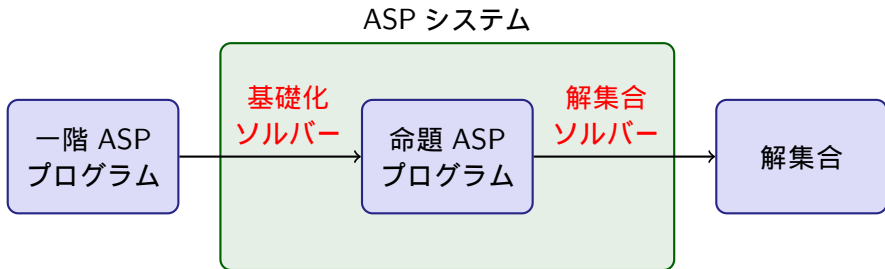 ASP システム
一階 ASP
プログラム
基礎化
ソルバー
命題 ASP
プログラム
解集合
ソルバー
解集合